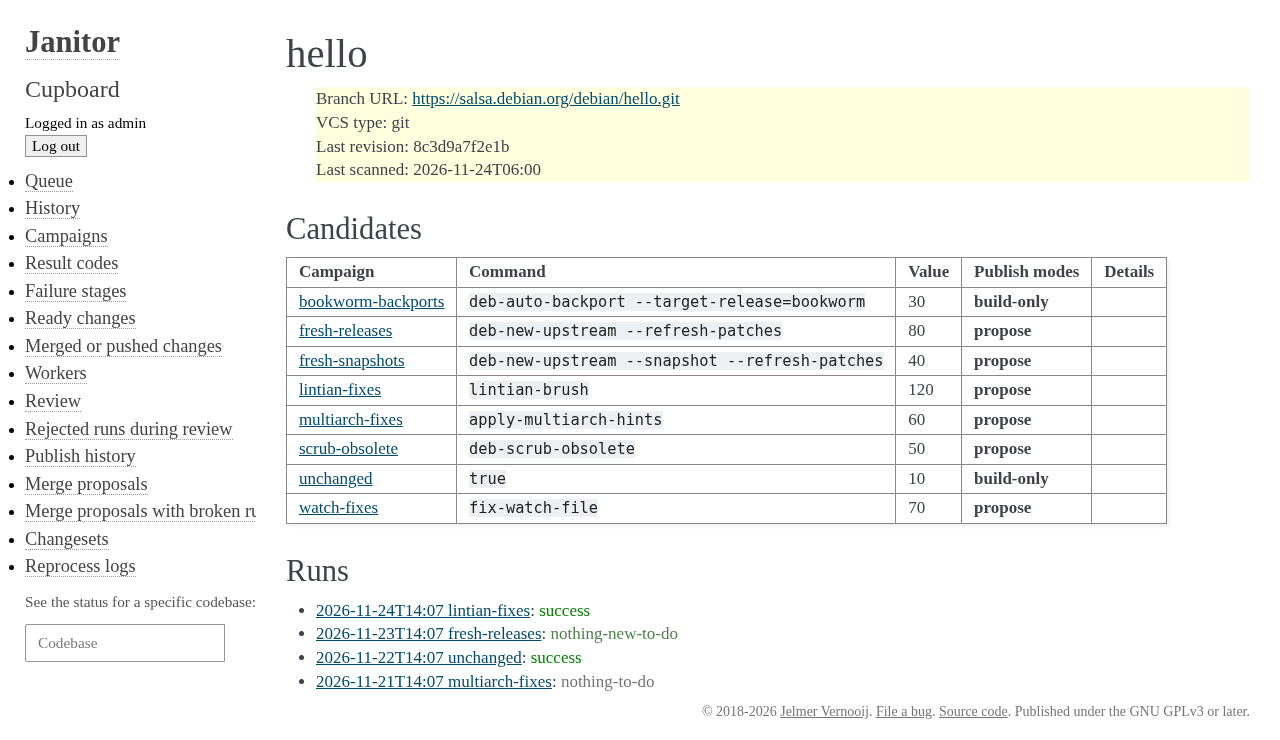 Janitor
Cupboard
Logged in as admin
Log out
Queue
History
Campaigns
Result codes
Failure stages
Ready changes
Merged or pushed changes
Workers
Review
Rejected runs during review
Publish history
Merge proposals
Merge proposals with broken
Changesets
Reprocess logs
See the status for a specific codebase:
Codebase
hello
Branch URL: https://salsa.debian.org/debian/hello.git
VCS type: git
Last revision: 8c3d9a7f2e1b
Last scanned: 2026-11-24T06:00
Candidates
Campaign Command Value Publish modes Details
bookworm-backports deb-auto-backport --target-release=bookworm 30 build-only
fresh-releases deb-new-upstream --refresh-patches 80 propose
fresh-snapshots deb-new-upstream --snapshot --refresh-patches 40 propose
lintian-fixes lintian-brush 120 propose
multiarch-fixes apply-multiarch-hints 60 propose
scrub-obsolete deb-scrub-obsolete 50 propose
unchanged true 10 build-only
watch-fixes fix-watch-file 70 propose
Runs
2026-11-24T14:07 lintian-fixes: success
2026-11-23T14:07 fresh-releases: nothing-new-to-do
2026-11-22T14:07 unchanged: success
2026-11-21T14:07 multiarch-fixes: nothing-to-do
© 2018-2026 Jelmer Vernooij. File a bug. Source code. Published under the GNU GPLv3 or later.